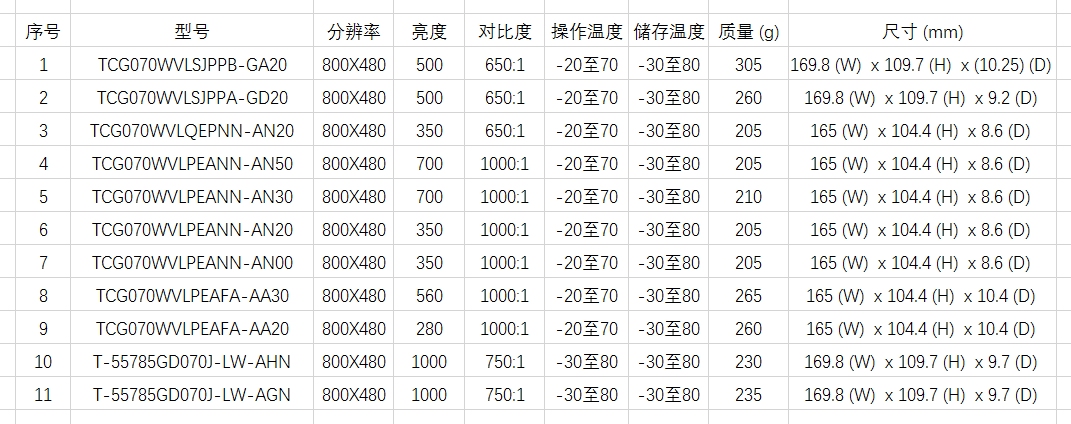 序号 型号 分辨率 亮度 对比度 操作温度 储存温度 质量 (g) 尺寸 (mm)
1 TCG070WVLSJPPB-GA20 800X480 500 650:1 -20至70 -30至80 305 169.8 (W) x 109.7 (H) x (10.25) (D)
2 TCG070WVLSJPPA-GD20 800X480 500 650:1 -20至70 -30至80 260 169.8 (W) x 109.7 (H) x 9.2 (D)
3 TCG070WVLQEPNN-AN20 800X480 350 650:1 -20至70 -30至80 205 165 (W) x 104.4 (H) x 8.6 (D)
4 TCG070WVLPEANN-AN50 800X480 700 1000:1 -20至70 -30至80 205 165 (W) x 104.4 (H) x 8.6 (D)
5 TCG070WVLPEANN-AN30 800X480 700 1000:1 -20至70 -30至80 210 165 (W) x 104.4 (H) x 8.6 (D)
6 TCG070WVLPEANN-AN20 800X480 350 1000:1 -20至70 -30至80 205 165 (W) x 104.4 (H) x 8.6 (D)
7 TCG070WVLPEANN-AN00 800X480 350 1000:1 -20至70 -30至80 205 165 (W) x 104.4 (H) x 8.6 (D)
8 TCG070WVLPEAFA-AA30 800X480 560 1000:1 -20至70 -30至80 265 165 (W) x 104.4 (H) x 10.4 (D)
9 TCG070WVLPEAFA-AA20 800X480 280 1000:1 -20至70 -30至80 260 165 (W) x 104.4 (H) x 10.4 (D)
10 T-55785GD070J-LW-AHN 800X480 1000 750:1 -30至80 -30至80 230 169.8 (W) x 109.7 (H) x 9.7 (D)
11 T-55785GD070J-LW-AGN 800X480 1000 750:1 -30至80 -30至80 235 169.8 (W) x 109.7 (H) x 9.7 (D)